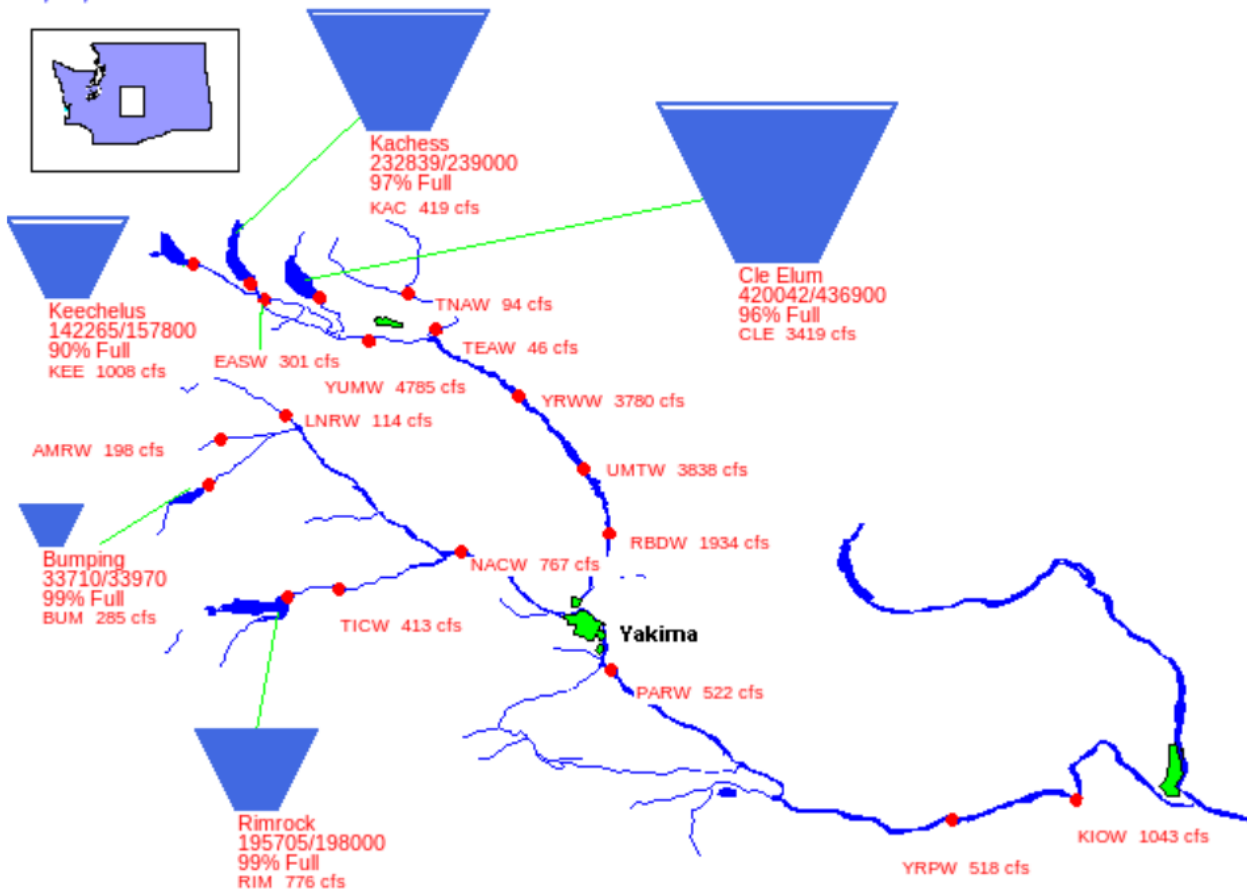 Kachess
232839/239000
97% Full
KAC 419 cfs
Cle Elum
420042/436900
96% Full
CLE 3419 cfs
Keechelus
142265/157800
90% Full
KEE 1008 cfs
TNAW 94 cfs
TEAW 46 cfs
EASW 301 cfs
YUMW 4785 cfs
YRWW 3780 cfs
LNRW 114 cfs
AMRW 198 cfs
UMTW 3838 cfs
RBDW 1934 cfs
Bumping
33710/33970
99% Full
BUM 285 cfs
NACW 767 cfs
TICW 413 cfs
Yakima
PARW 522 cfs
Rimrock
195705/198000
99% Full
RIM 776 cfs
KIOW 1043 cfs
YRPW 518 cfs